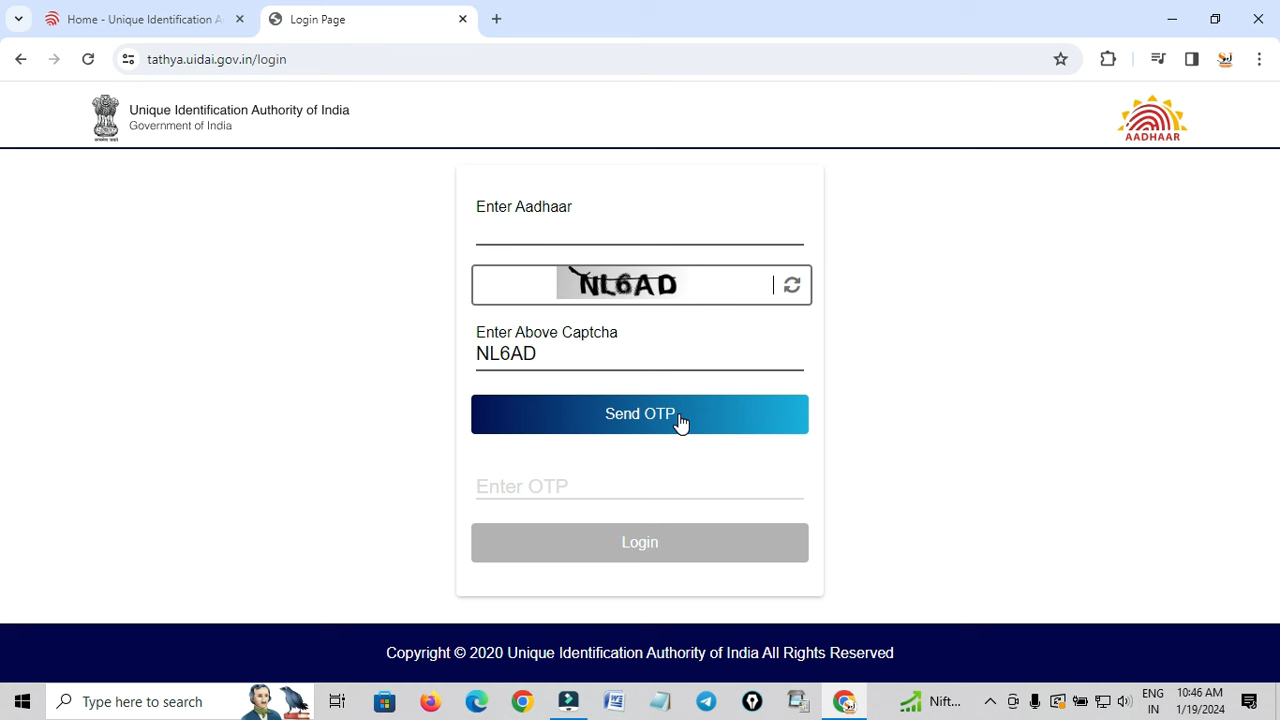 Home - Unique Identification A
Login Page
tathya.uidai.gov.in/login
Unique Identification Authority of India
Government of India
AADHAAR
Enter Aadhaar
NL6AD
Enter Above Captcha
NL6AD
Send OTP
Enter OTP
Login
Copyright © 2020 Unique Identification Authority of India All Rights Reserved
Type here to search
Nift...
ENG
IN
10:46 AM
1/19/2024